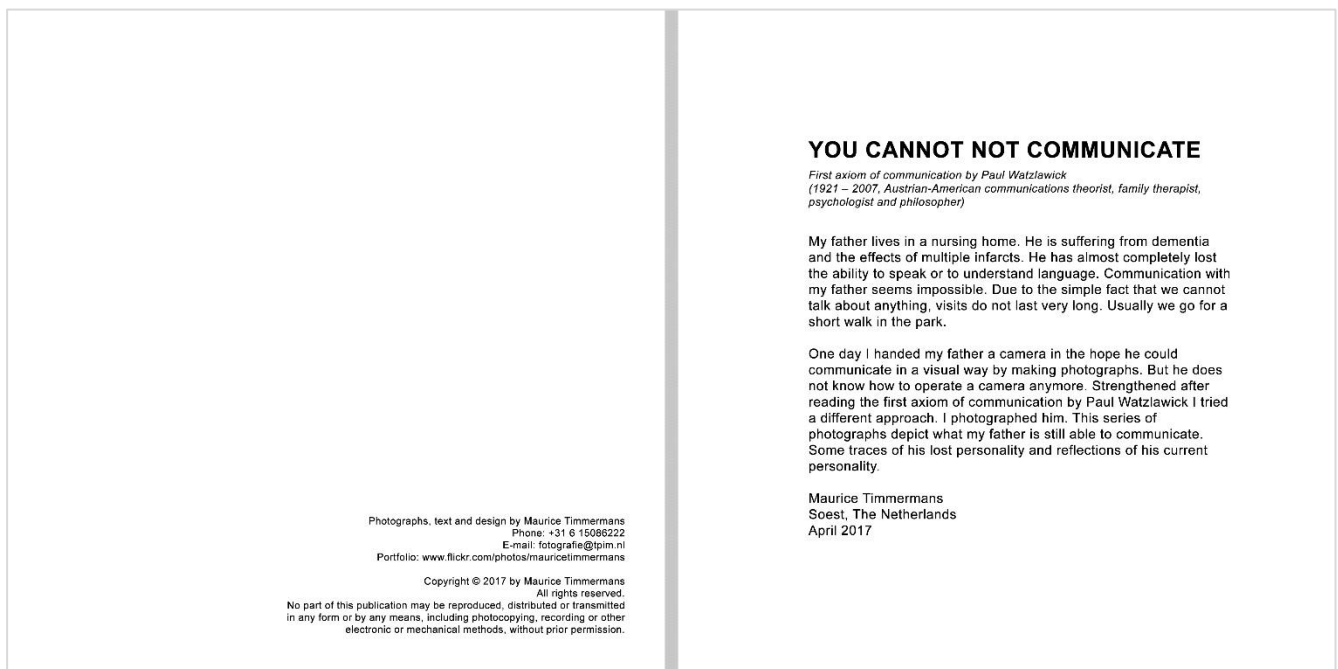 Photographs, text and design by Maurice Timmermans
Phone: +31 6 15086222
E-mail: fotografie@tpim.nl
Portfolio: www.flickr.com/photos/mauricetimmermans
Copyright © 2017 by Maurice Timmermans
All rights reserved.
No part of this publication may be reproduced, distributed or transmitted
in any form or by any means, including photocopying, recording or other
electronic or mechanical methods, without prior permission.
YOU CANNOT NOT COMMUNICATE
First axiom of communication by Paul Watzlawick
(1921 – 2007, Austrian-American communications theorist, family therapist,
psychologist and philosopher)
My father lives in a nursing home. He is suffering from dementia
and the effects of multiple infarcts. He has almost completely lost
the ability to speak or to understand language. Communication with
my father seems impossible. Due to the simple fact that we cannot
talk about anything, visits do not last very long. Usually we go for a
short walk in the park.
One day I handed my father a camera in the hope he could
communicate in a visual way by making photographs. But he does
not know how to operate a camera anymore. Strengthened after
reading the first axiom of communication by Paul Watzlawick I tried
a different approach. I photographed him. This series of
photographs depict what my father is still able to communicate.
Some traces of his lost personality and reflections of his current
personality.
Maurice Timmermans
Soest, The Netherlands
April 2017